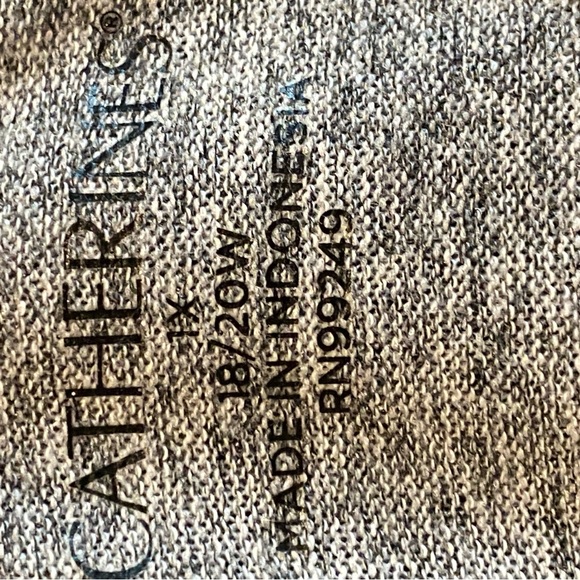 CATHERINES®
1X
18/20W
MADE IN INDONESIA
RN99249